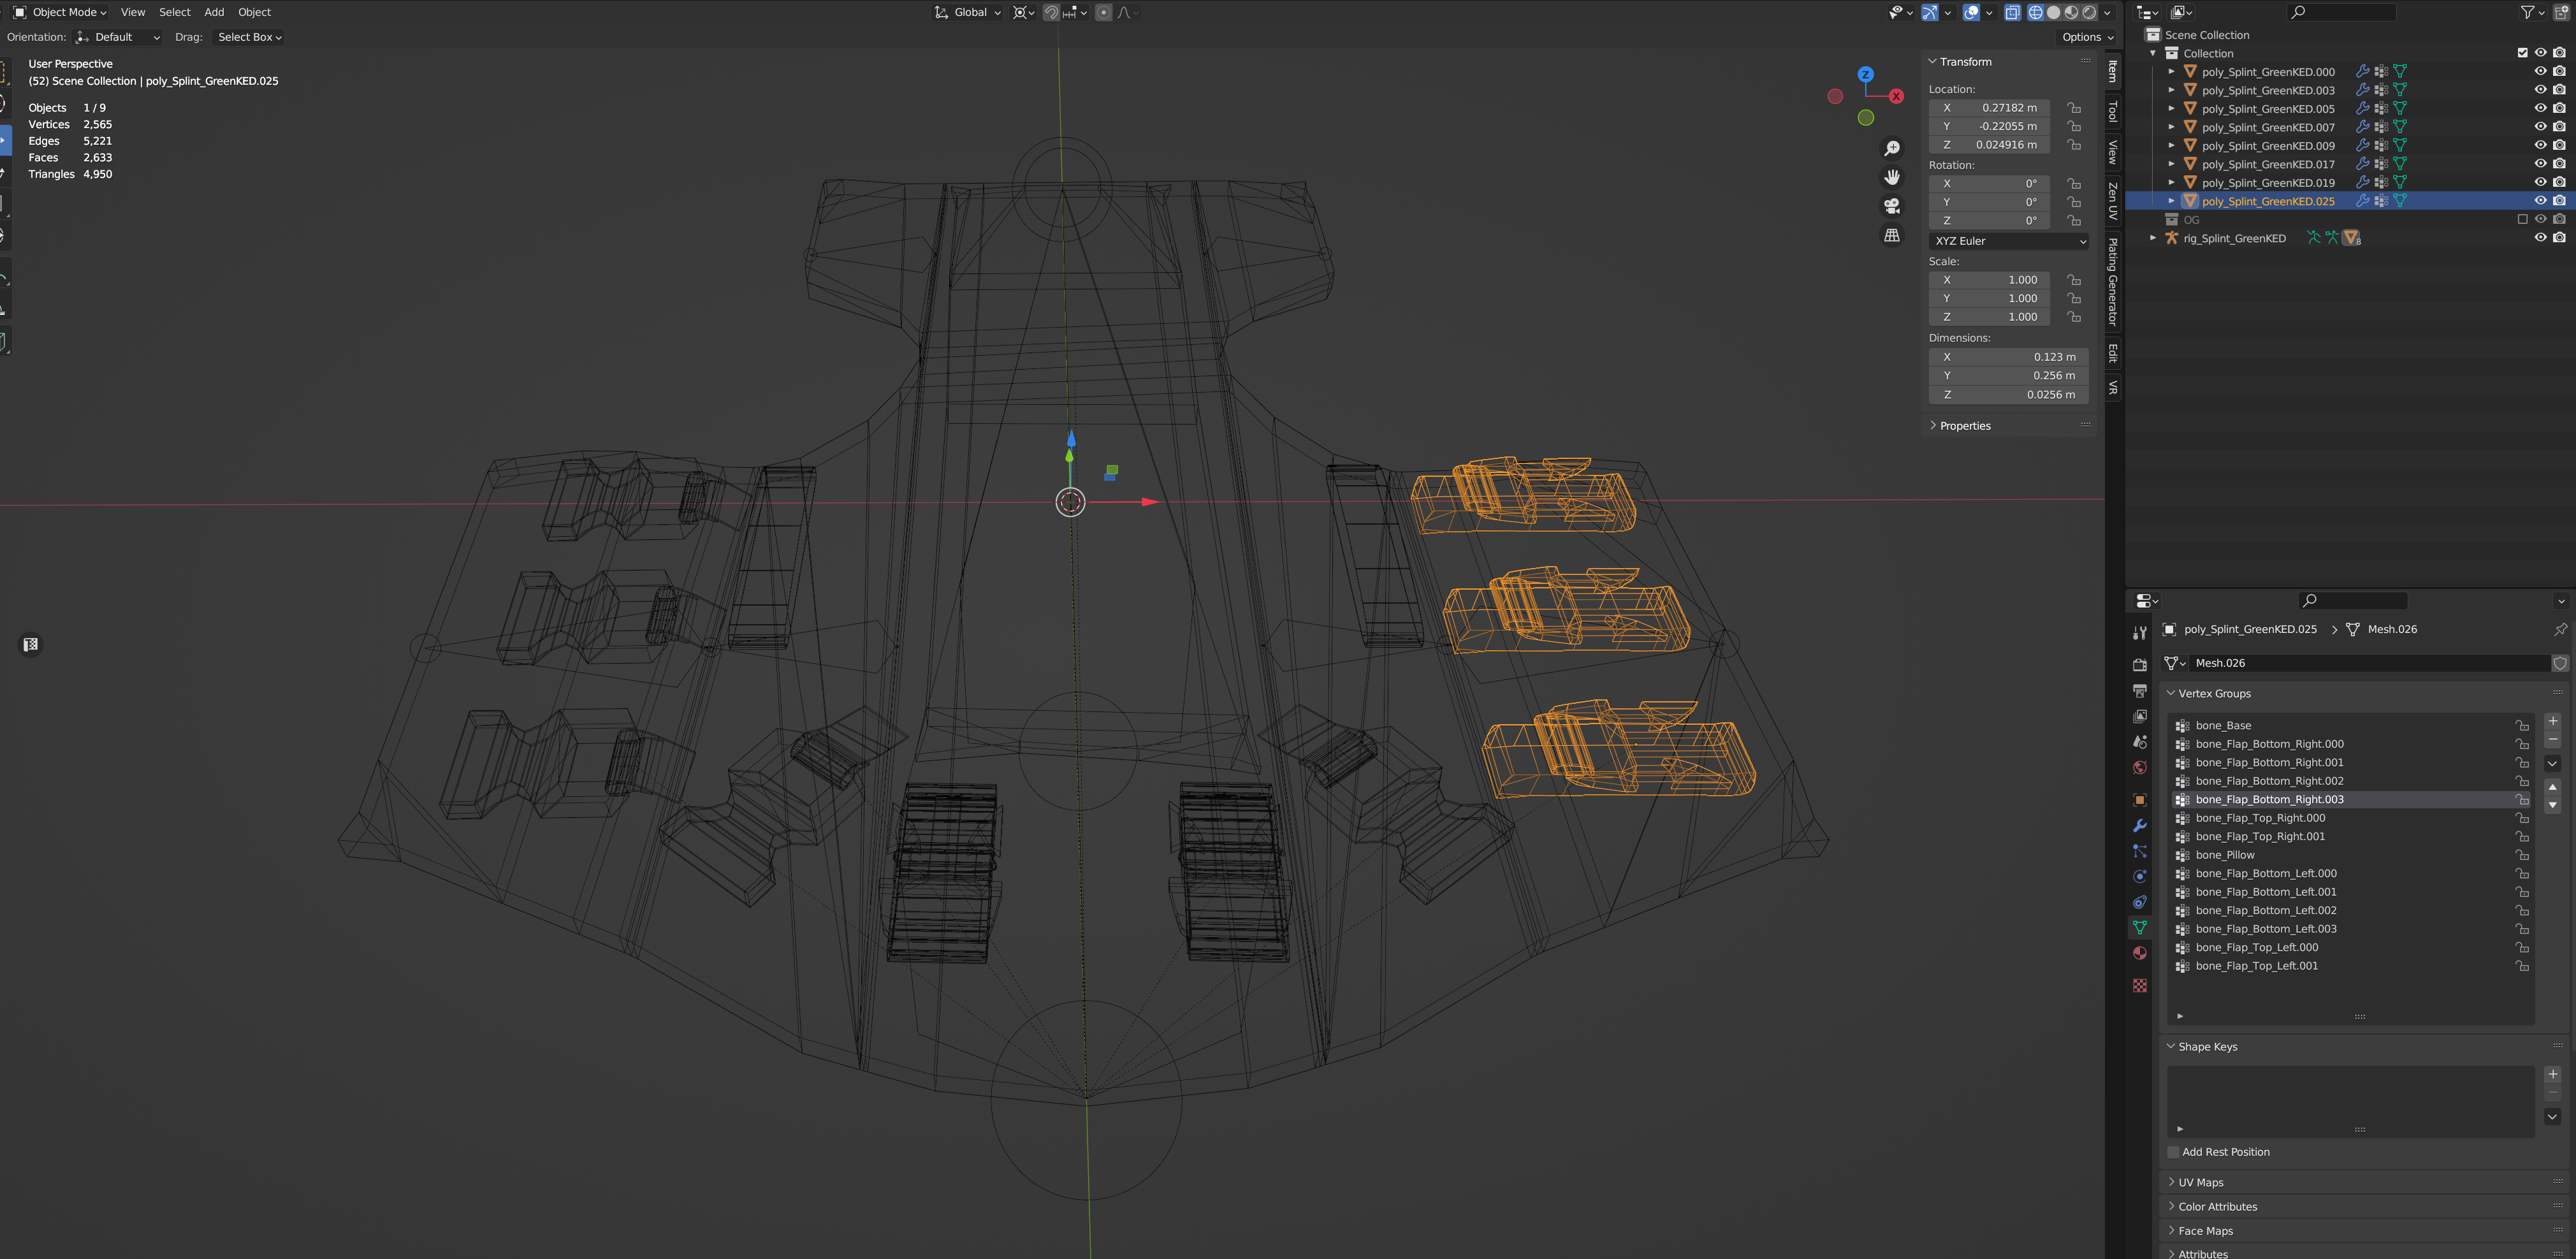 Object Mode View Select Add Object Global
Orientation: Default Drag: Select Box Options
User Perspective
(52) Scene Collection | poly_Splint_GreenKED.025
Objects 1 / 9
Vertices 2,565
Edges 5,221
Faces 2,633
Triangles 4,950
Z
X
Transform
Location:
X 0.27182 m
Y -0.22055 m
Z 0.024916 m
Rotation:
X 0°
Y 0°
Z 0°
XYZ Euler
Scale:
X 1.000
Y 1.000
Z 1.000
Dimensions:
X 0.123 m
Y 0.256 m
Z 0.0256 m
Properties
Item
Tool
View
Zen UV
Plating Generator
Edit
VR
Scene Collection
Collection
poly_Splint_GreenKED.000
poly_Splint_GreenKED.003
poly_Splint_GreenKED.005
poly_Splint_GreenKED.007
poly_Splint_GreenKED.009
poly_Splint_GreenKED.017
poly_Splint_GreenKED.019
poly_Splint_GreenKED.025
OG
rig_Splint_GreenKED 8
poly_Splint_GreenKED.025 Mesh.026
Mesh.026
Vertex Groups
bone_Base
bone_Flap_Bottom_Right.000
bone_Flap_Bottom_Right.001
bone_Flap_Bottom_Right.002
bone_Flap_Bottom_Right.003
bone_Flap_Top_Right.000
bone_Flap_Top_Right.001
bone_Pillow
bone_Flap_Bottom_Left.000
bone_Flap_Bottom_Left.001
bone_Flap_Bottom_Left.002
bone_Flap_Bottom_Left.003
bone_Flap_Top_Left.000
bone_Flap_Top_Left.001
Shape Keys
Add Rest Position
UV Maps
Color Attributes
Face Maps
Attributes